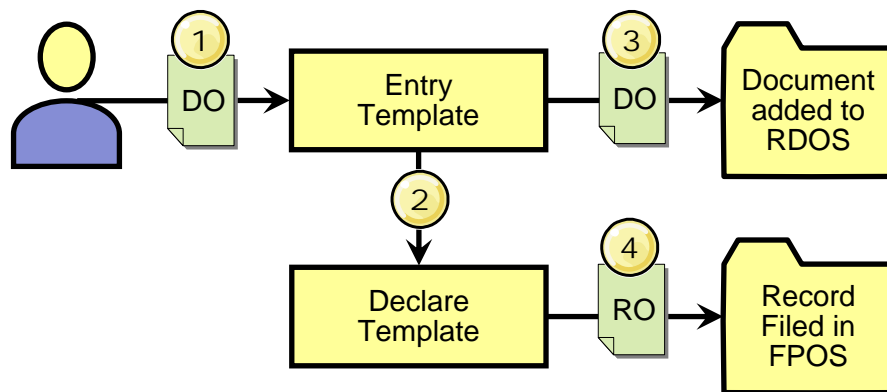 1
DO
Entry
Template
3
DO
Document
added to
RDOS
2
Declare
Template
4
RO
Record
Filed in
FPOS